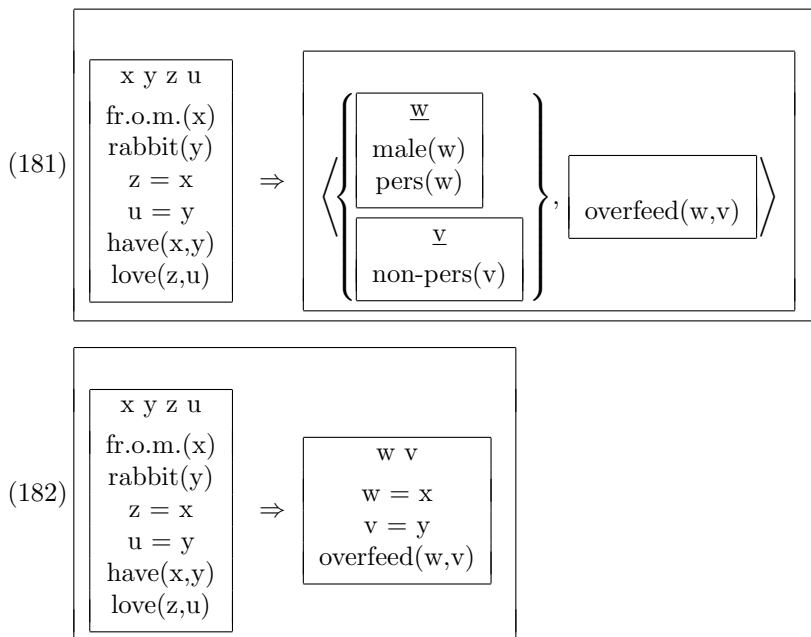 (181)
x y z u
fr.o.m.(x)
rabbit(y)
z = x
u = y
have(x,y)
love(z,u)
⇒
⟨{
w
male(w)
pers(w)
v
non-pers(v)
},
overfeed(w,v)
⟩
(182)
x y z u
fr.o.m.(x)
rabbit(y)
z = x
u = y
have(x,y)
love(z,u)
⇒
w v
w = x
v = y
overfeed(w,v)